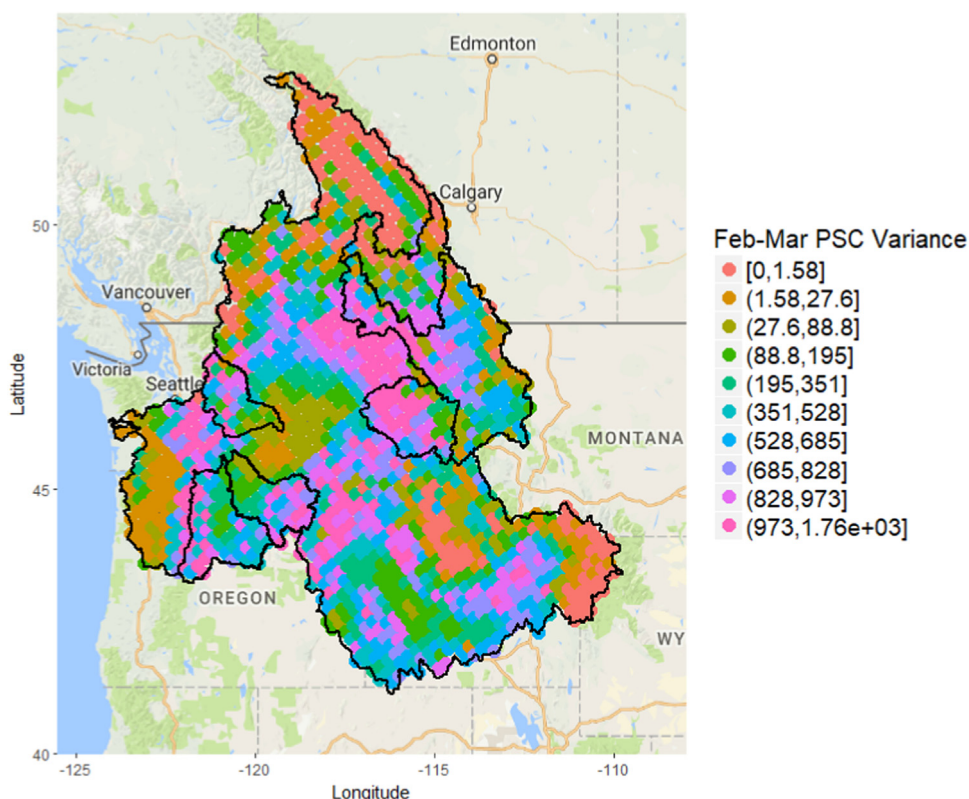 Edmonton
Calgary
50
Vancouver
Victoria
Seattle
MONTANA
45
OREGON
WY
40
-125
-120
-115
-110
Longitude
Latitude
Feb-Mar PSC Variance
[0,1.58]
(1.58,27.6]
(27.6,88.8]
(88.8,195]
(195,351]
(351,528]
(528,685]
(685,828]
(828,973]
(973,1.76e+03]